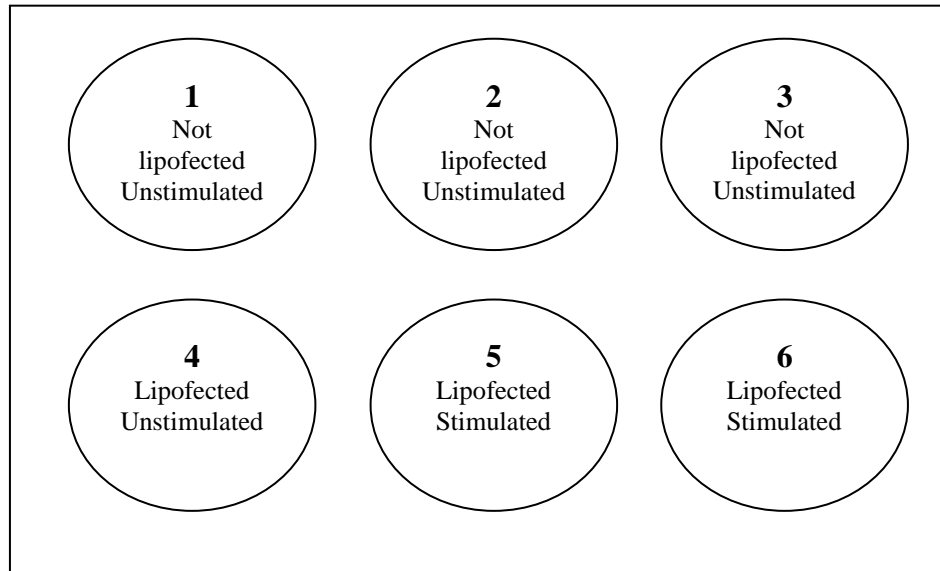 1
Not
lipofected
Unstimulated
2
Not
lipofected
Unstimulated
3
Not
lipofected
Unstimulated
4
Lipofected
Unstimulated
5
Lipofected
Stimulated
6
Lipofected
Stimulated